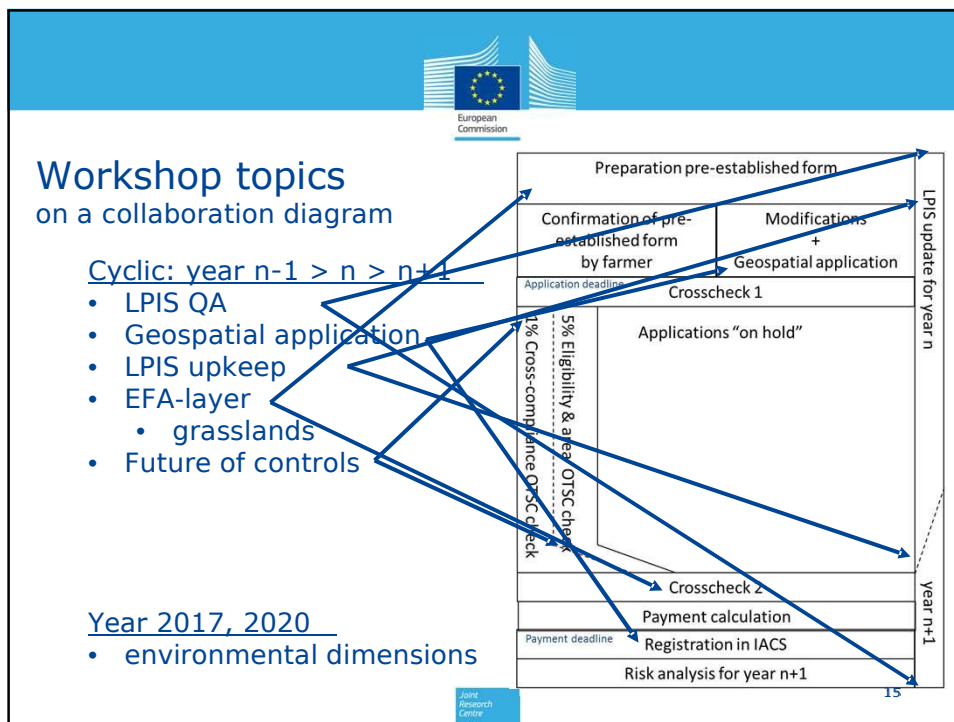 European
Commission
Workshop topics
on a collaboration diagram
Cyclic: year n-1 > n > n+1
• LPIS QA
• Geospatial application
• LPIS upkeep
• EFA-layer
• grasslands
• Future of controls
Year 2017, 2020
• environmental dimensions
Preparation pre-established form
Confirmation of pre-
established form
by farmer
Modifications
+
Geospatial application
Application deadline
Crosscheck 1
1% Cross-compliance OTSC check
5% Eligibility & area OTSC check
Applications “on hold”
LPIS update for year n
year n+1
Crosscheck 2
Payment calculation
Payment deadline
Registration in IACS
Risk analysis for year n+1
15
Joint
Research
Centre